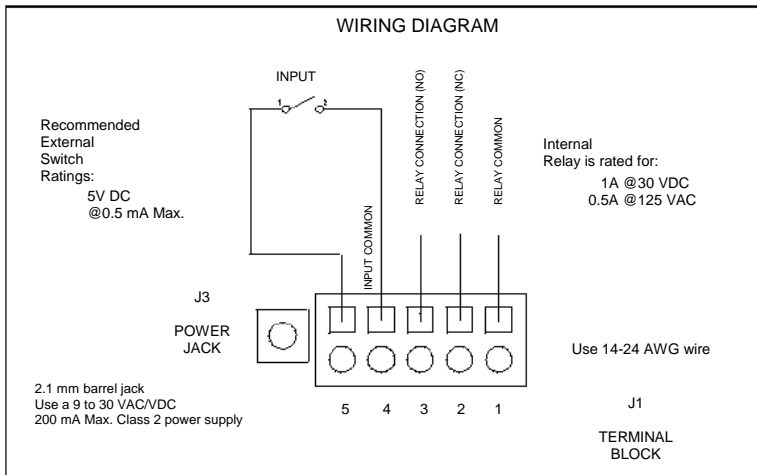 WIRING DIAGRAM
INPUT
1 2
Recommended
External
Switch
Ratings:
5V DC
@0.5 mA Max.
INPUT COMMON
RELAY CONNECTION (NO)
RELAY CONNECTION (NC)
RELAY COMMON
Internal
Relay is rated for:
1A @30 VDC
0.5A @125 VAC
J3
POWER
JACK
2.1 mm barrel jack
Use a 9 to 30 VAC/VDC
200 mA Max. Class 2 power supply
5 4 3 2 1
Use 14-24 AWG wire
J1
TERMINAL
BLOCK